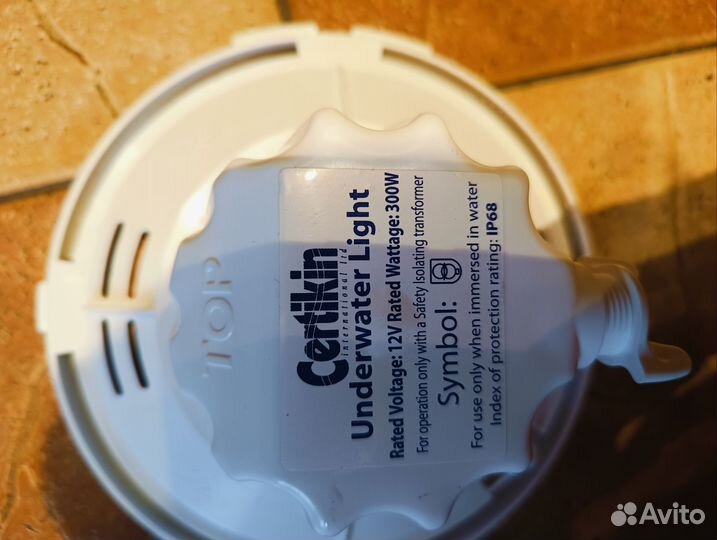 TOP
Certikin
international ltd
Underwater Light
Rated Voltage: 12V Rated Wattage: 300W
For operation only with a Safety Isolating transformer
Symbol:
For use only when immersed in water
Index of protection rating: IP68
Avito